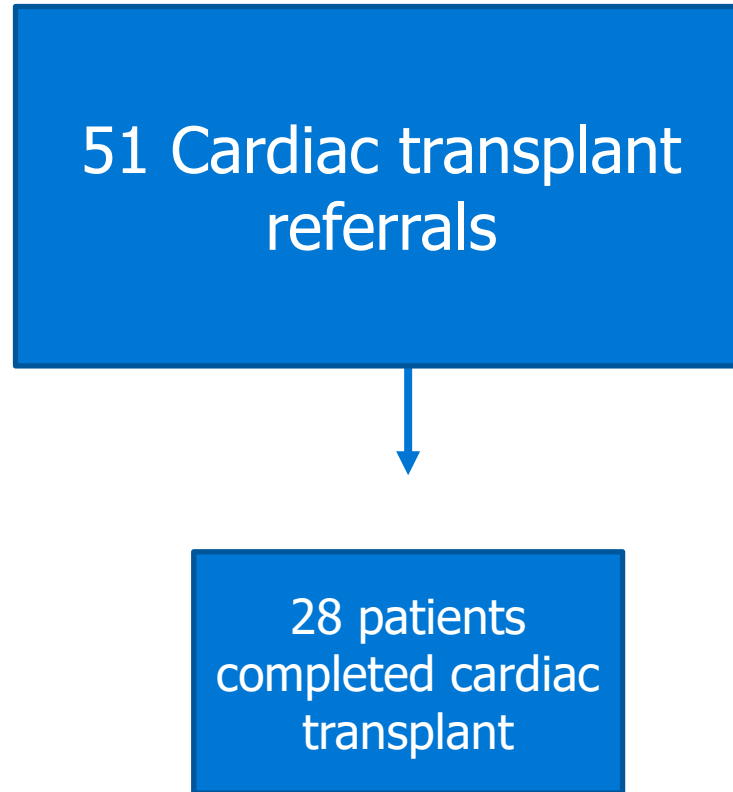 51 Cardiac transplant
referrals
28 patients
completed cardiac
transplant